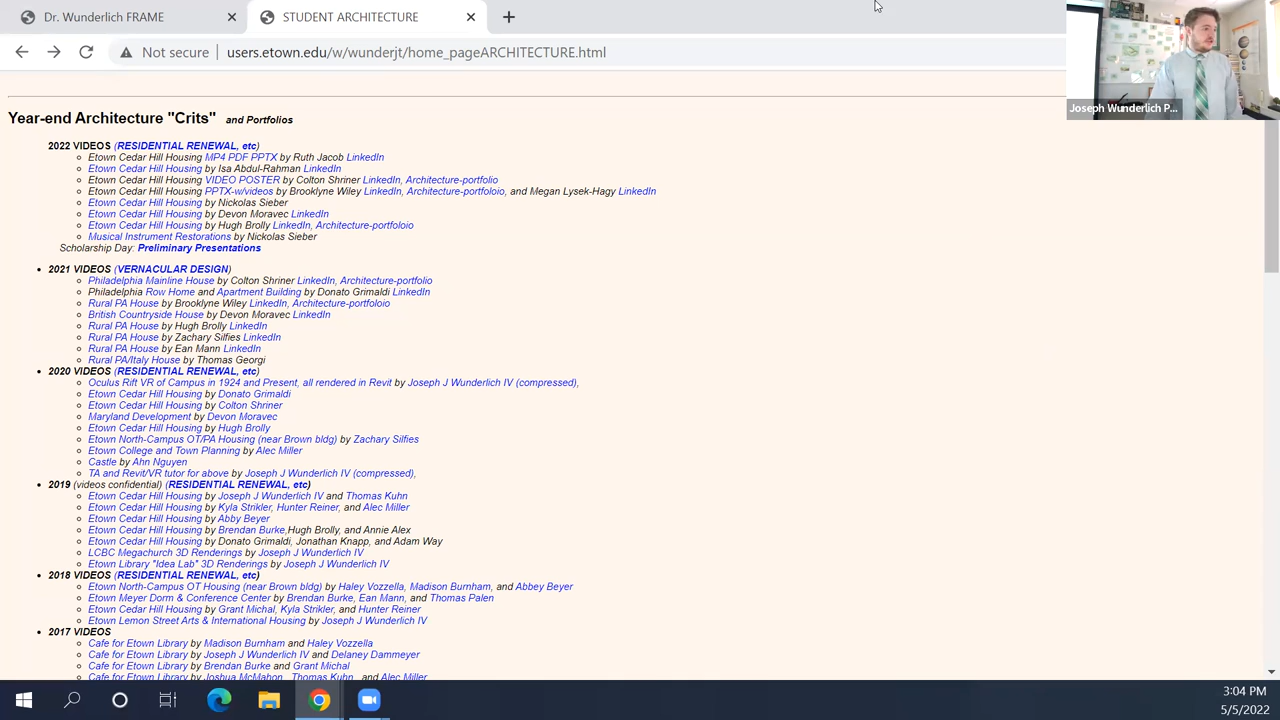 Dr. Wunderlich FRAME
STUDENT ARCHITECTURE
Not secure users.etown.edu/w/wunderjt/home_pageARCHITECTURE.html
Joseph Wunderlich P...
Year-end Architecture "Crits" and Portfolios
2022 VIDEOS (RESIDENTIAL RENEWAL, etc)
Etown Cedar Hill Housing MP4 PDF PPTX by Ruth Jacob LinkedIn
Etown Cedar Hill Housing by Isa Abdul-Rahman LinkedIn
Etown Cedar Hill Housing VIDEO POSTER by Colton Shriner LinkedIn, Architecture-portfolio
Etown Cedar Hill Housing PPTX-w/videos by Brooklyne Wiley LinkedIn, Architecture-portfoloio, and Megan Lysek-Hagy LinkedIn
Etown Cedar Hill Housing by Nickolas Sieber
Etown Cedar Hill Housing by Devon Moravec LinkedIn
Etown Cedar Hill Housing by Hugh Brolly LinkedIn, Architecture-portfoloio
Musical Instrument Restorations by Nickolas Sieber
Scholarship Day: Preliminary Presentations
2021 VIDEOS (VERNACULAR DESIGN)
Philadelphia Mainline House by Colton Shriner LinkedIn, Architecture-portfolio
Philadelphia Row Home and Apartment Building by Donato Grimaldi LinkedIn
Rural PA House by Brooklyne Wiley LinkedIn, Architecture-portfoloio
British Countryside House by Devon Moravec LinkedIn
Rural PA House by Hugh Brolly LinkedIn
Rural PA House by Zachary Silfies LinkedIn
Rural PA House by Ean Mann LinkedIn
Rural PA/Italy House by Thomas Georgi
2020 VIDEOS (RESIDENTIAL RENEWAL, etc)
Oculus Rift VR of Campus in 1924 and Present, all rendered in Revit by Joseph J Wunderlich IV (compressed),
Etown Cedar Hill Housing by Donato Grimaldi
Etown Cedar Hill Housing by Colton Shriner
Maryland Development by Devon Moravec
Etown Cedar Hill Housing by Hugh Brolly
Etown North-Campus OT/PA Housing (near Brown bldg) by Zachary Silfies
Etown College and Town Planning by Alec Miller
Castle by Ahn Nguyen
TA and Revit/VR tutor for above by Joseph J Wunderlich IV (compressed),
2019 (videos confidential) (RESIDENTIAL RENEWAL, etc)
Etown Cedar Hill Housing by Joseph J Wunderlich IV and Thomas Kuhn
Etown Cedar Hill Housing by Kyla Strikler, Hunter Reiner, and Alec Miller
Etown Cedar Hill Housing by Abby Beyer
Etown Cedar Hill Housing by Brendan Burke,Hugh Brolly, and Annie Alex
Etown Cedar Hill Housing by Donato Grimaldi, Jonathan Knapp, and Adam Way
LCBC Megachurch 3D Renderings by Joseph J Wunderlich IV
Etown Library "Idea Lab" 3D Renderings by Joseph J Wunderlich IV
2018 VIDEOS (RESIDENTIAL RENEWAL, etc)
Etown North-Campus OT Housing (near Brown bldg) by Haley Vozzella, Madison Burnham, and Abbey Beyer
Etown Meyer Dorm & Conference Center by Brendan Burke, Ean Mann, and Thomas Palen
Etown Cedar Hill Housing by Grant Michal, Kyla Strikler, and Hunter Reiner
Etown Lemon Street Arts & International Housing by Joseph J Wunderlich IV
2017 VIDEOS
Cafe for Etown Library by Madison Burnham and Haley Vozzella
Cafe for Etown Library by Joseph J Wunderlich IV and Delaney Dammeyer
Cafe for Etown Library by Brendan Burke and Grant Michal
Cafe for Etown Library by Joshua McMahon, Thomas Kuhn, and Alec Miller
3:04 PM
5/5/2022